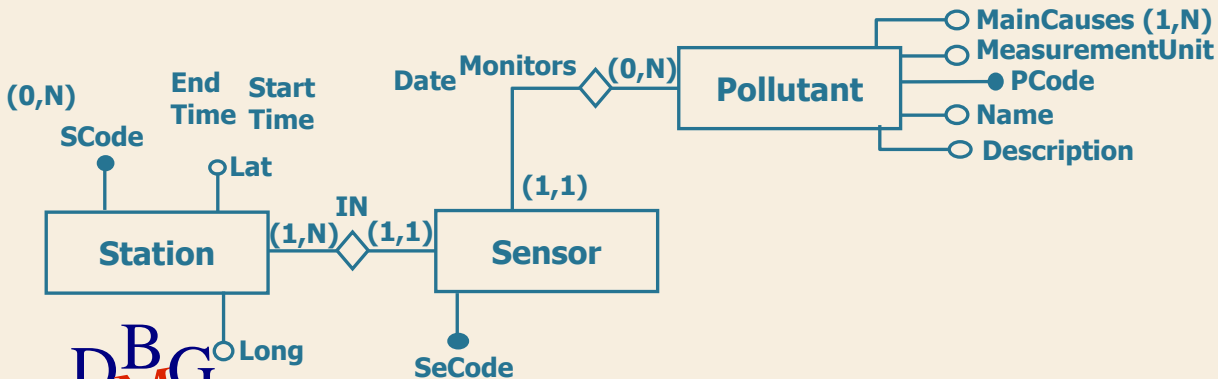 MainCauses (1,N)
MeasurementUnit
PCode
Name
Description
Pollutant
(0,N)
Monitors
Date
(0,N)
End
Time
Start
Time
SCode
Lat
(1,1)
IN
(1,N)
(1,1)
Station
Sensor
Long
SeCode
DBMG